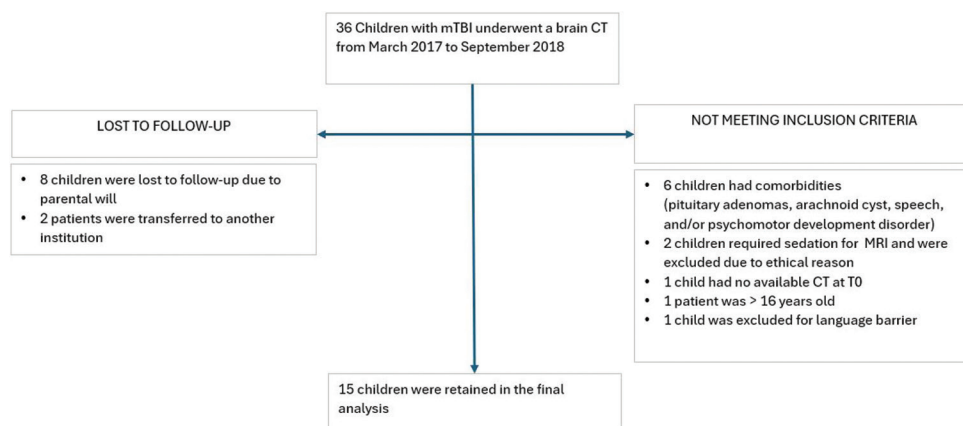 36 Children with mTBI underwent a brain CT
from March 2017 to September 2018
LOST TO FOLLOW-UP
• 8 children were lost to follow-up due to
parental will
• 2 patients were transferred to another
institution
NOT MEETING INCLUSION CRITERIA
• 6 children had comorbidities
(pituitary adenomas, arachnoid cyst, speech,
and/or psychomotor development disorder)
• 2 children required sedation for MRI and were
excluded due to ethical reason
• 1 child had no available CT at T0
• 1 patient was > 16 years old
• 1 child was excluded for language barrier
15 children were retained in the final
analysis